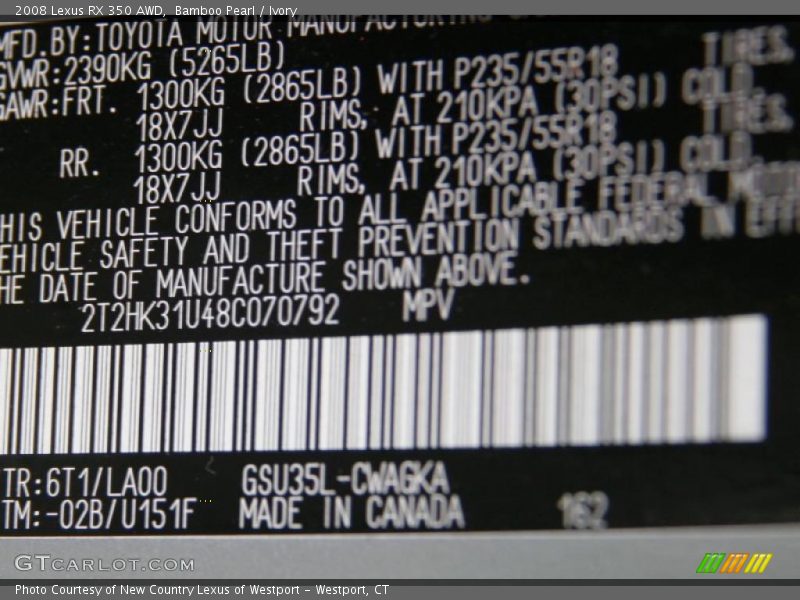 2008 Lexus RX 350 AWD, Bamboo Pearl / Ivory
MFD.BY:TOYOTA MOTOR MANUFACTURING
GVWR:2390KG (5265LB)
GAWR:FRT. 1300KG (2865LB) WITH P235/55R18 TIRES,
18X7JJ RIMS, AT 210KPA (30PSI) COLD.
RR. 1300KG (2865LB) WITH P235/55R18 TIRES,
18X7JJ RIMS, AT 210KPA (30PSI) COLD.
HIS VEHICLE CONFORMS TO ALL APPLICABLE FEDERAL MOTO
EHICLE SAFETY AND THEFT PREVENTION STANDARDS IN EFF
HE DATE OF MANUFACTURE SHOWN ABOVE.
2T2HK31U48C070792 MPV
TR:6T1/LA00 GSU35L-CWAGKA
TM:-02B/U151F MADE IN CANADA 162
GTCARLOT.COM
Photo Courtesy of New Country Lexus of Westport - Westport, CT